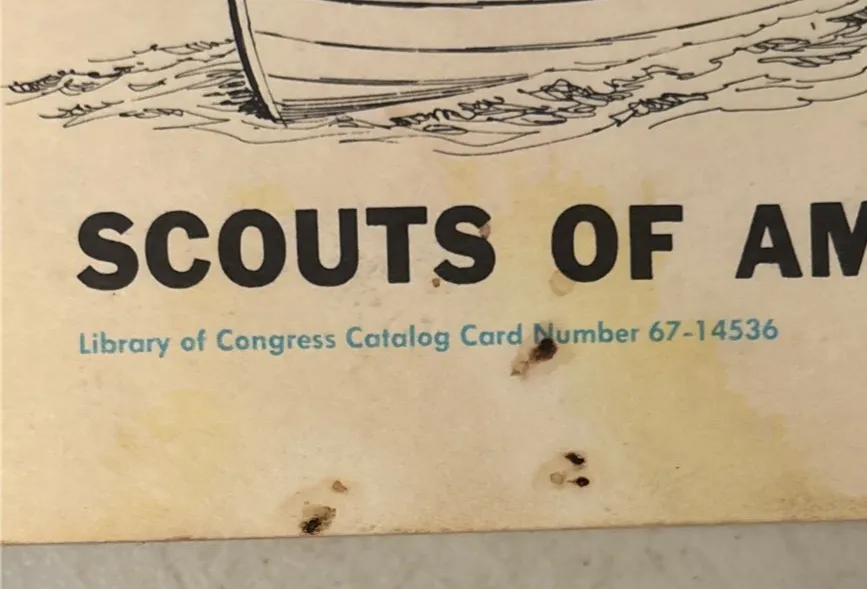 SCOUTS OF AM
Library of Congress Catalog Card Number 67-14536